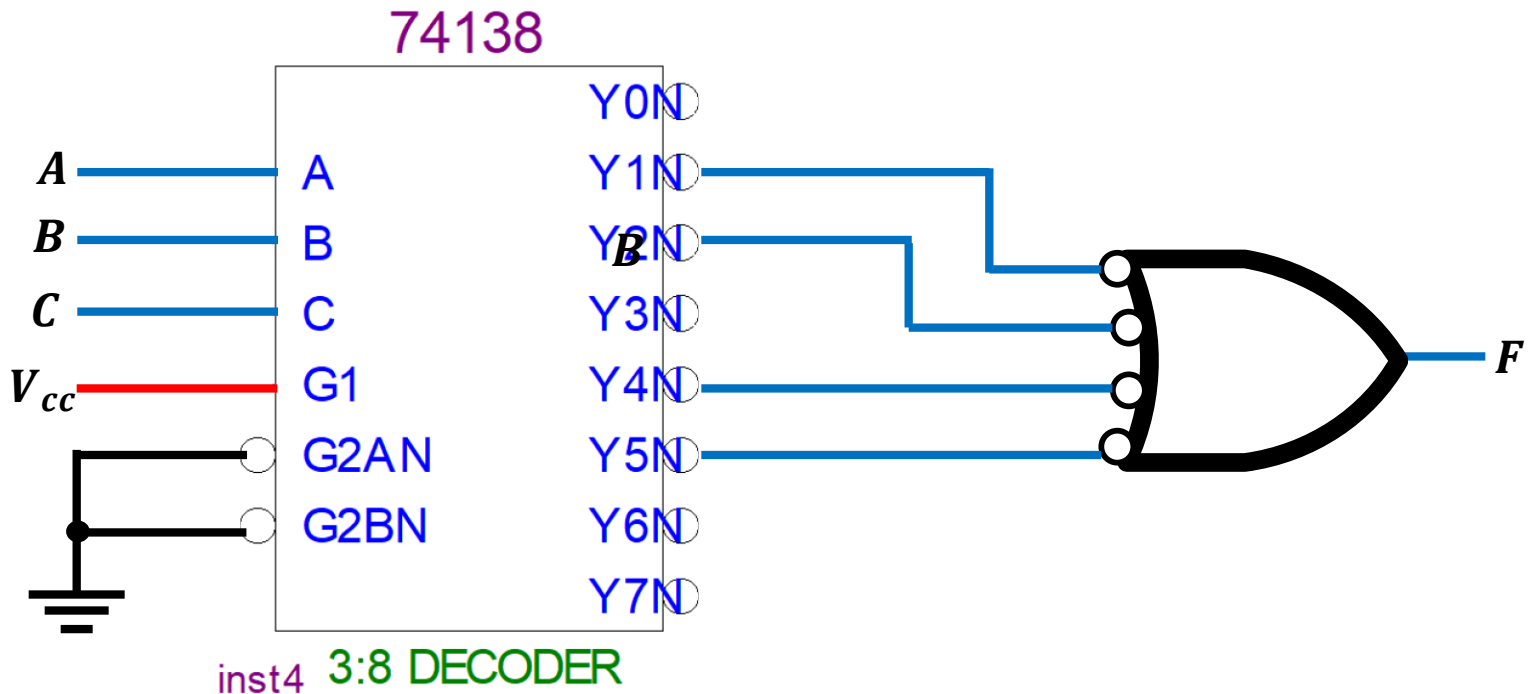 74138
Y0N
A A Y1N
B B Y2N
B
C C Y3N
Vcc G1 Y4N
F
G2AN Y5N
G2BN Y6N
Y7N
inst4 3:8 DECODER